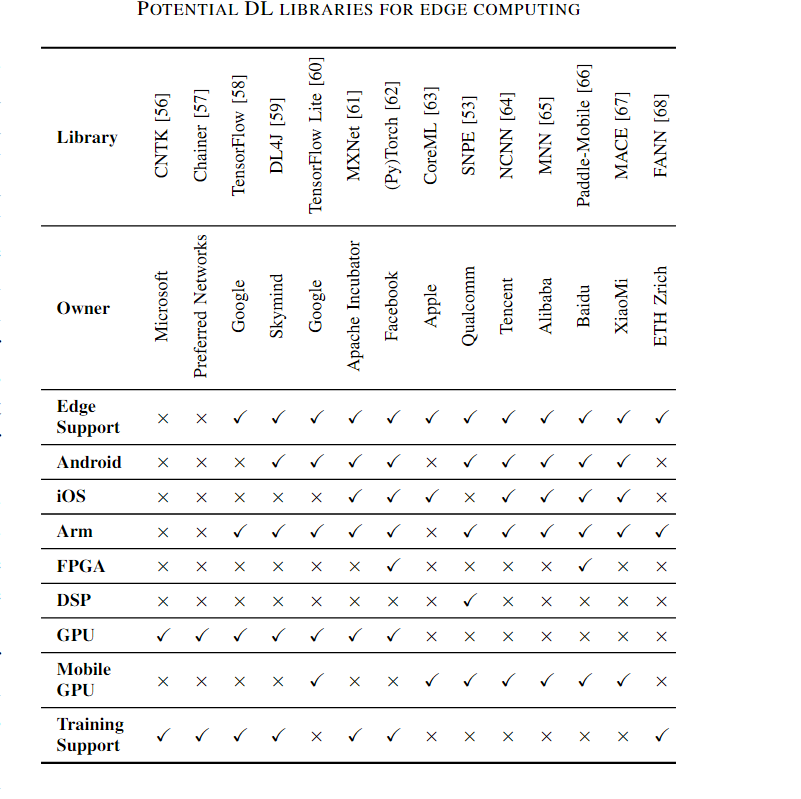 POTENTIAL DL LIBRARIES FOR EDGE COMPUTING
Library CNTK [56] Chainer [57] TensorFlow [58] DL4J [59] TensorFlow Lite [60] MXNet [61] (Py)Torch [62] CoreML [63] SNPE [53] NCNN [64] MNN [65] Paddle-Mobile [66] MACE [67] FANN [68]
Owner Microsoft Preferred Networks Google Skymind Google Apache Incubator Facebook Apple Qualcomm Tencent Alibaba Baidu XiaoMi ETH Zrich
Edge
Support × × ✓ ✓ ✓ ✓ ✓ ✓ ✓ ✓ ✓ ✓ ✓ ✓
Android × × × ✓ ✓ ✓ ✓ × ✓ ✓ ✓ ✓ ✓ ×
iOS × × × × × ✓ ✓ ✓ × ✓ ✓ ✓ ✓ ×
Arm × × ✓ ✓ ✓ ✓ ✓ × ✓ ✓ ✓ ✓ ✓ ✓
FPGA × × × × × × ✓ × × × × ✓ × ×
DSP × × × × × × × × ✓ × × × × ×
GPU ✓ ✓ ✓ ✓ ✓ ✓ ✓ × × × × × × ×
Mobile
GPU × × × × ✓ × × ✓ ✓ ✓ ✓ ✓ ✓ ×
Training
Support ✓ ✓ ✓ ✓ × ✓ ✓ × × × × × × ✓